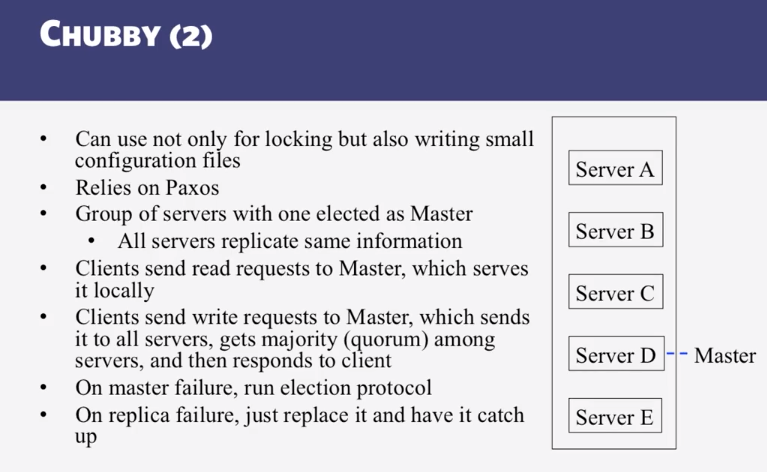 CHUBBY (2)
• Can use not only for locking but also writing small
configuration files
• Relies on Paxos
• Group of servers with one elected as Master
• All servers replicate same information
• Clients send read requests to Master, which serves
it locally
• Clients send write requests to Master, which sends
it to all servers, gets majority (quorum) among
servers, and then responds to client
• On master failure, run election protocol
• On replica failure, just replace it and have it catch
up
Server A
Server B
Server C
Server D
Master
Server E